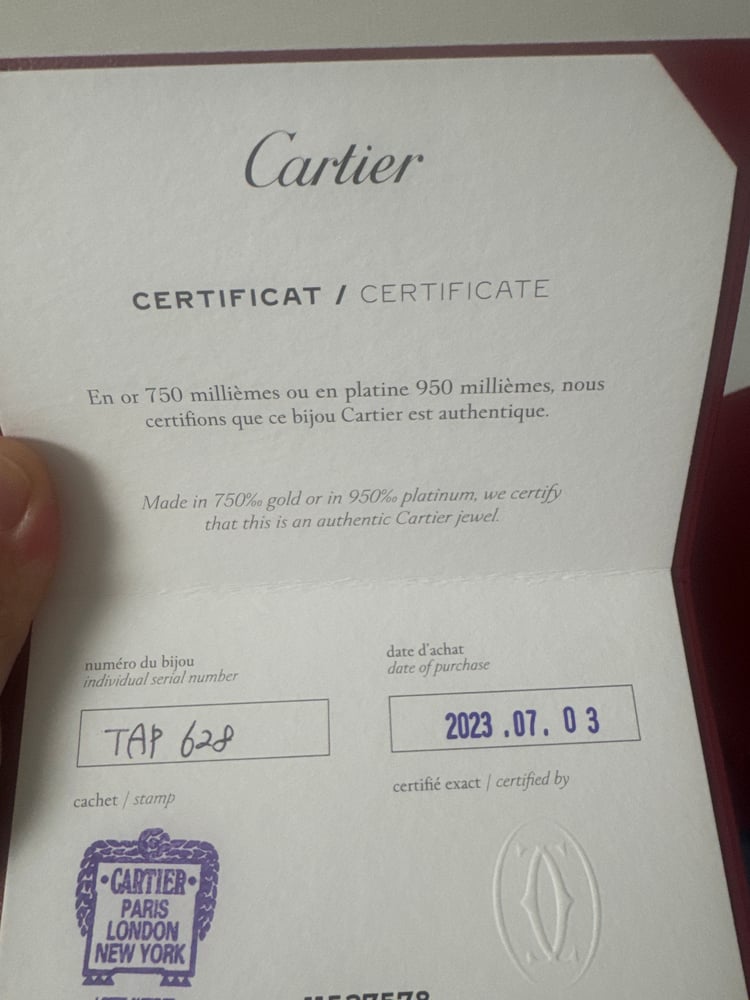 Cartier
CERTIFICAT / CERTIFICATE
En or 750 millièmes ou en platine 950 millièmes, nous
certifions que ce bijou Cartier est authentique.
Made in 750‰ gold or in 950‰ platinum, we certify
that this is an authentic Cartier jewel.
numéro du bijou
individual serial number
TAP 628
date d'achat
date of purchase
2023.07.03
cachet / stamp
certifié exact / certified by
•CARTIER•
PARIS
LONDON
NEW YORK